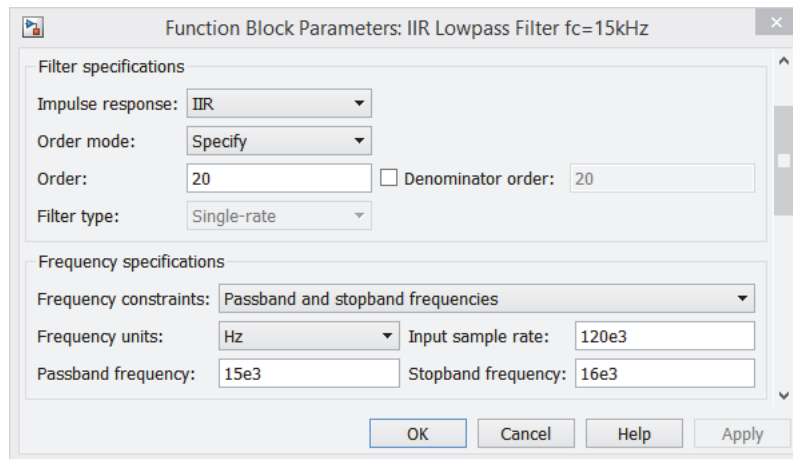 Function Block Parameters: IIR Lowpass Filter fc=15kHz
Filter specifications
Impulse response: IIR
Order mode: Specify
Order: 20 Denominator order: 20
Filter type: Single-rate
Frequency specifications
Frequency constraints: Passband and stopband frequencies
Frequency units: Hz Input sample rate: 120e3
Passband frequency: 15e3 Stopband frequency: 16e3
OK Cancel Help Apply